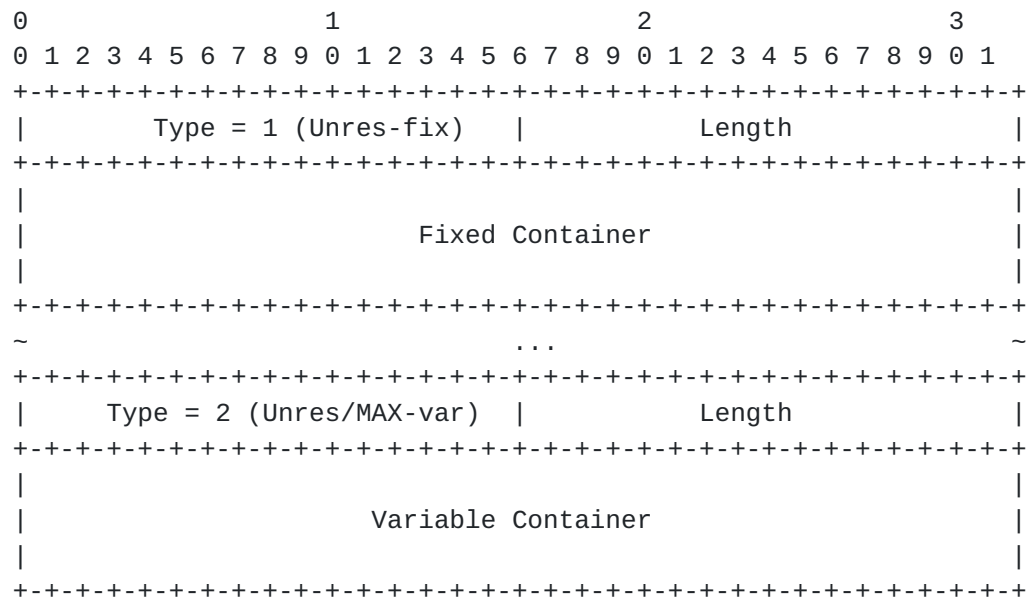 0                   1                   2                   3
0 1 2 3 4 5 6 7 8 9 0 1 2 3 4 5 6 7 8 9 0 1 2 3 4 5 6 7 8 9 0 1
+-+-+-+-+-+-+-+-+-+-+-+-+-+-+-+-+-+-+-+-+-+-+-+-+-+-+-+-+-+-+-+-+
|        Type = 1 (Unres-fix)   |           Length              |
+-+-+-+-+-+-+-+-+-+-+-+-+-+-+-+-+-+-+-+-+-+-+-+-+-+-+-+-+-+-+-+-+
|                                                               |
|                         Fixed Container                       |
|                                                               |
+-+-+-+-+-+-+-+-+-+-+-+-+-+-+-+-+-+-+-+-+-+-+-+-+-+-+-+-+-+-+-+-+
~                               ...                             ~
+-+-+-+-+-+-+-+-+-+-+-+-+-+-+-+-+-+-+-+-+-+-+-+-+-+-+-+-+-+-+-+-+
|     Type = 2 (Unres/MAX-var)  |           Length              |
+-+-+-+-+-+-+-+-+-+-+-+-+-+-+-+-+-+-+-+-+-+-+-+-+-+-+-+-+-+-+-+-+
|                                                               |
|                      Variable Container                       |
|                                                               |
+-+-+-+-+-+-+-+-+-+-+-+-+-+-+-+-+-+-+-+-+-+-+-+-+-+-+-+-+-+-+-+-+